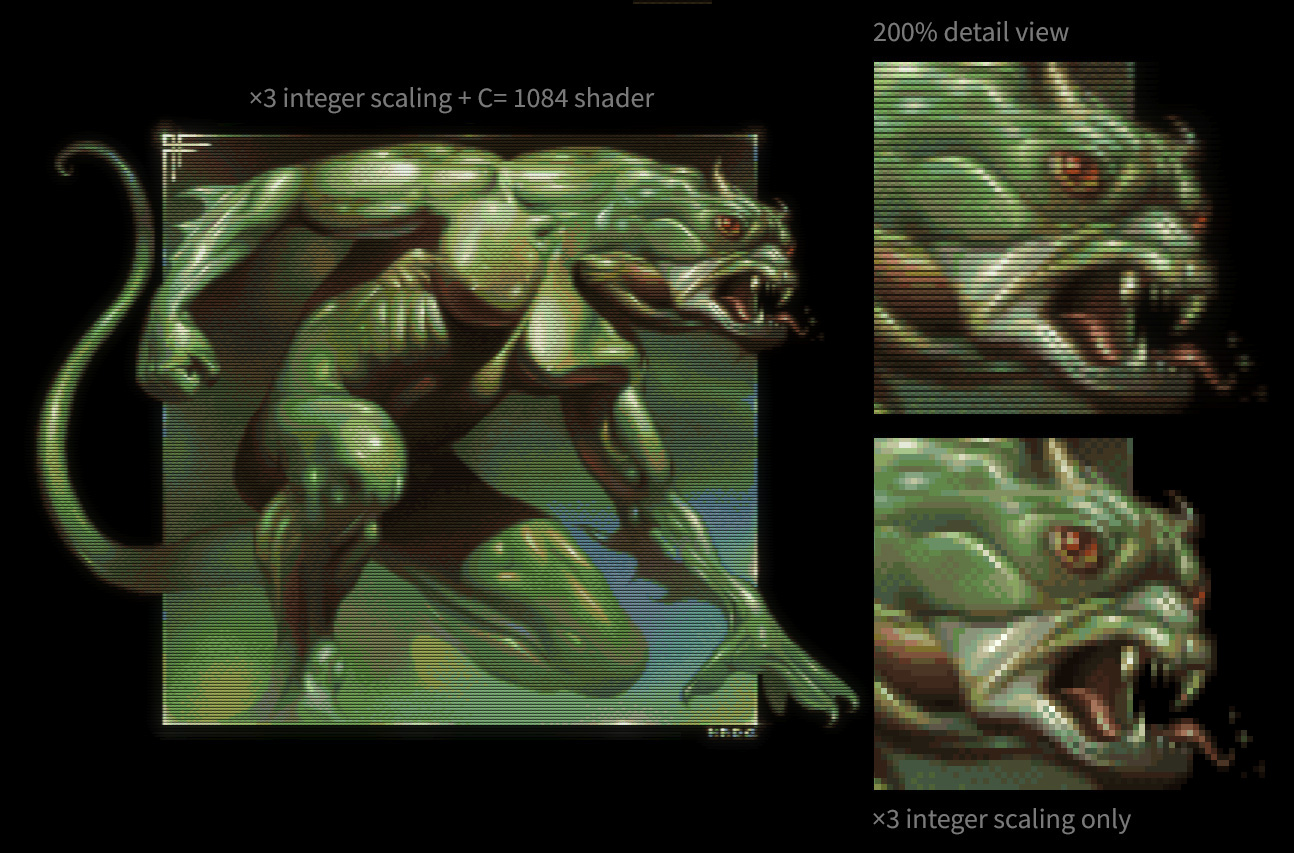 200% detail view
×3 integer scaling + C= 1084 shader
×3 integer scaling only